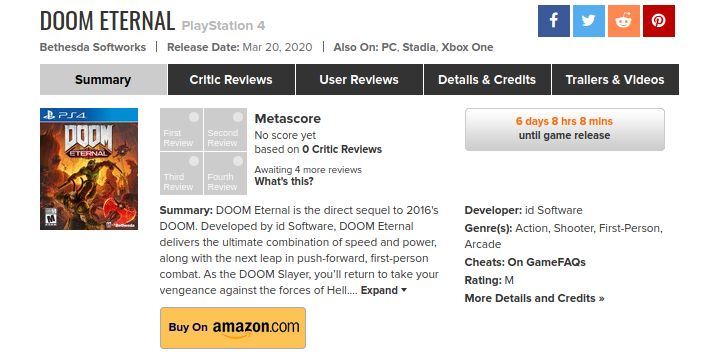 DOOM ETERNAL PlayStation 4
Bethesda Softworks | Release Date: Mar 20, 2020 | Also On: PC, Stadia, Xbox One
Summary
Critic Reviews
User Reviews
Details & Credits
Trailers & Videos
PS4
DOOM
ETERNAL
M
Bethesda
First
Review
Second
Review
Third
Review
Fourth
Review
Metascore
No score yet
based on 0 Critic Reviews
Awaiting 4 more reviews
What's this?
6 days 8 hrs 8 mins
until game release
Summary: DOOM Eternal is the direct sequel to 2016's
DOOM. Developed by id Software, DOOM Eternal
delivers the ultimate combination of speed and power,
along with the next leap in push-forward, first-person
combat. As the DOOM Slayer, you'll return to take your
vengeance against the forces of Hell.... Expand
Buy On amazon.com
Developer: id Software
Genre(s): Action, Shooter, First-Person,
Arcade
Cheats: On GameFAQs
Rating: M
More Details and Credits »